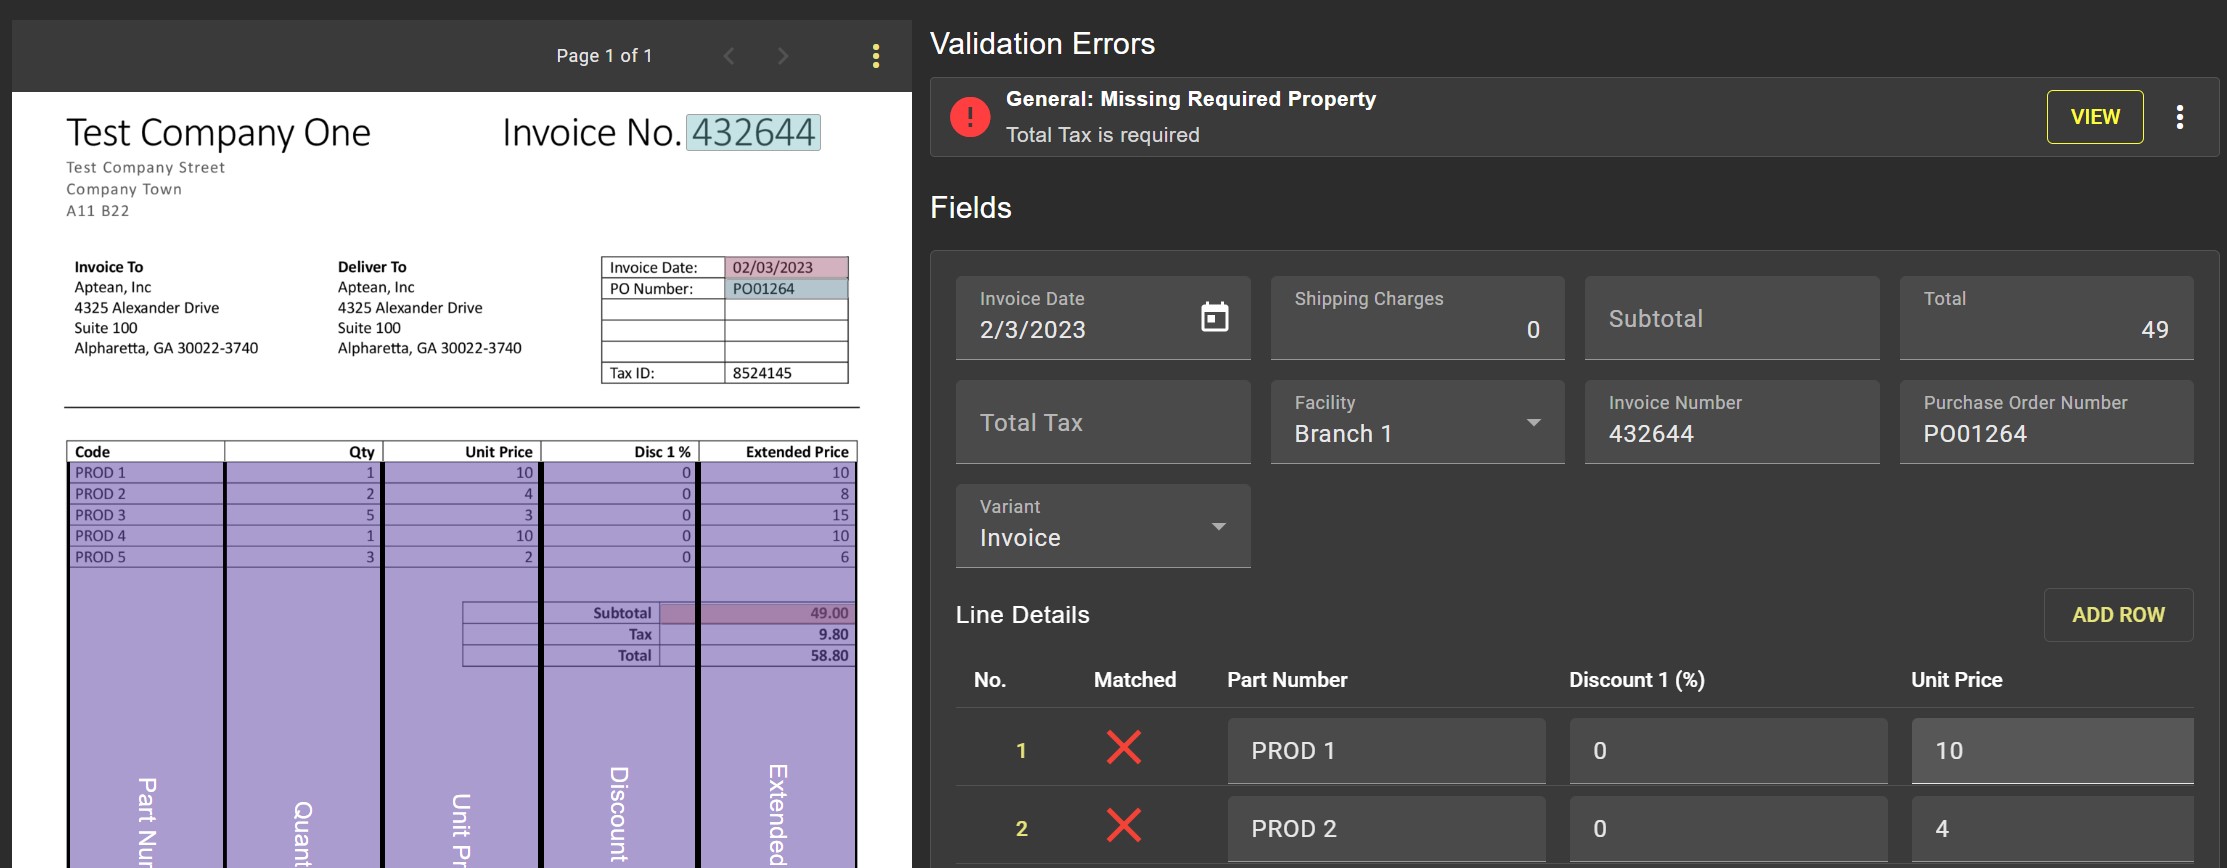 Page 1 of 1
Test Company One
Invoice No. 432644
Test Company Street
Company Town
A11 B22
Invoice To
Aptean, Inc
4325 Alexander Drive
Suite 100
Alpharetta, GA 30022-3740
Deliver To
Aptean, Inc
4325 Alexander Drive
Suite 100
Alpharetta, GA 30022-3740
Invoice Date: 02/03/2023
PO Number: PO01264
Tax ID: 8524145
Code Qty Unit Price Disc 1 % Extended Price
PROD 1 1 10 0 10
PROD 2 2 4 0 8
PROD 3 5 3 0 15
PROD 4 1 10 0 10
PROD 5 3 2 0 6
Subtotal 49.00
Tax 9.80
Total 58.80
Part Nur
Quant
Unit Pr
Discount
Extended
Validation Errors
General: Missing Required Property
Total Tax is required
VIEW
Fields
Invoice Date
2/3/2023
Shipping Charges
0
Subtotal
Total
49
Total Tax
Facility
Branch 1
Invoice Number
432644
Purchase Order Number
PO01264
Variant
Invoice
Line Details
ADD ROW
No. Matched Part Number Discount 1 (%) Unit Price
1 PROD 1 0 10
2 PROD 2 0 4